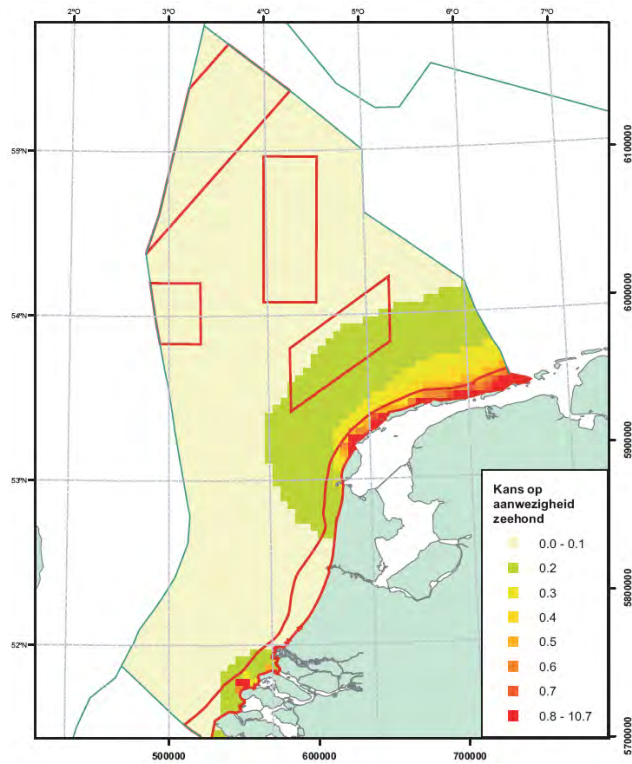 2°O 3°O 4°O 5°O 6°O 7°O
55°N
54°N
53°N
52°N
6100000
6000000
5900000
5800000
5700000
Kans op
aanwezigheid
zeehond
0.0 - 0.1
0.2
0.3
0.4
0.5
0.6
0.7
0.8 - 10.7
500000 600000 700000